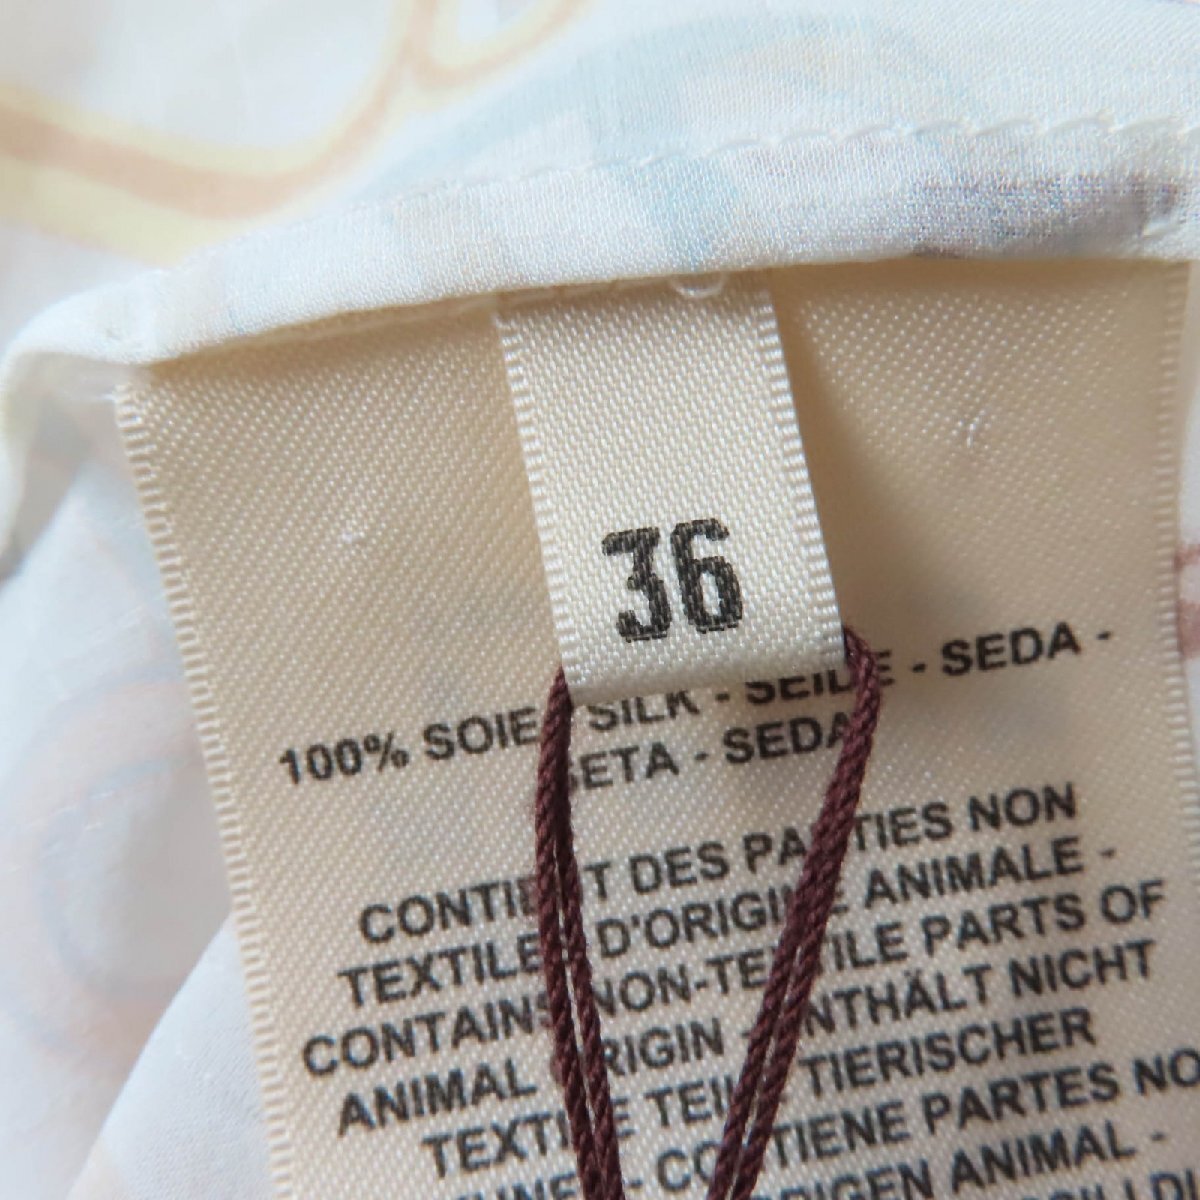 36
100% SOIE SILK - SEIDE - SEDA -
SETA - SEDA
CONTIENT DES PARTIES NON
TEXTILES D'ORIGINE ANIMALE -
CONTAINS NON-TEXTILE PARTS OF
ANIMAL ORIGIN - ENTHÄLT NICHT
TEXTILE TEILE TIERISCHER
CONTIENE PARTES NO
ORIGEN ANIMAL -